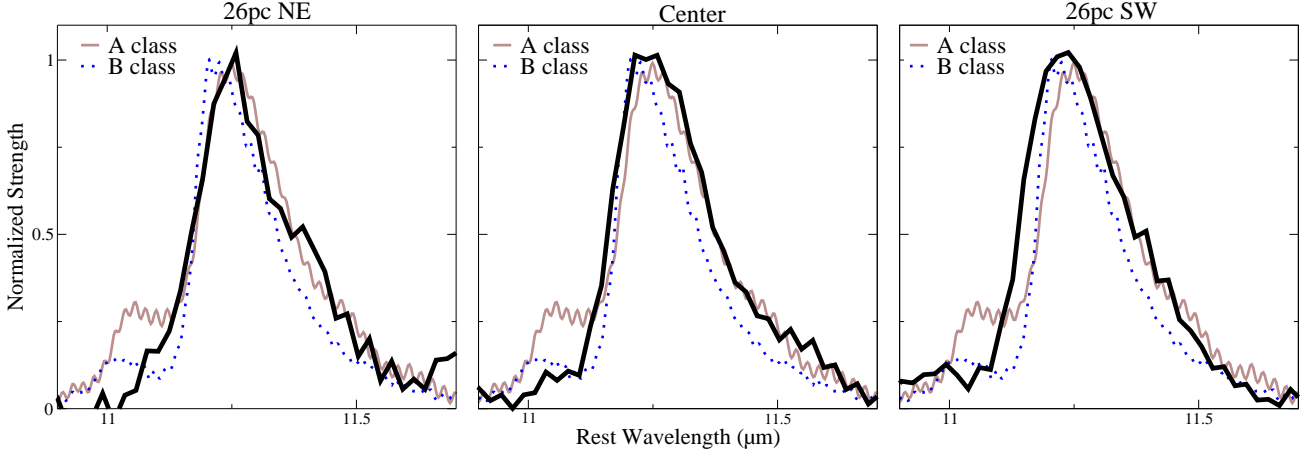 26pc NE
Center
26pc SW
A class
B class
A class
B class
A class
B class
1
0.5
0
Normalized Strength
11
11.5
11
11.5
11
11.5
Rest Wavelength (μm)